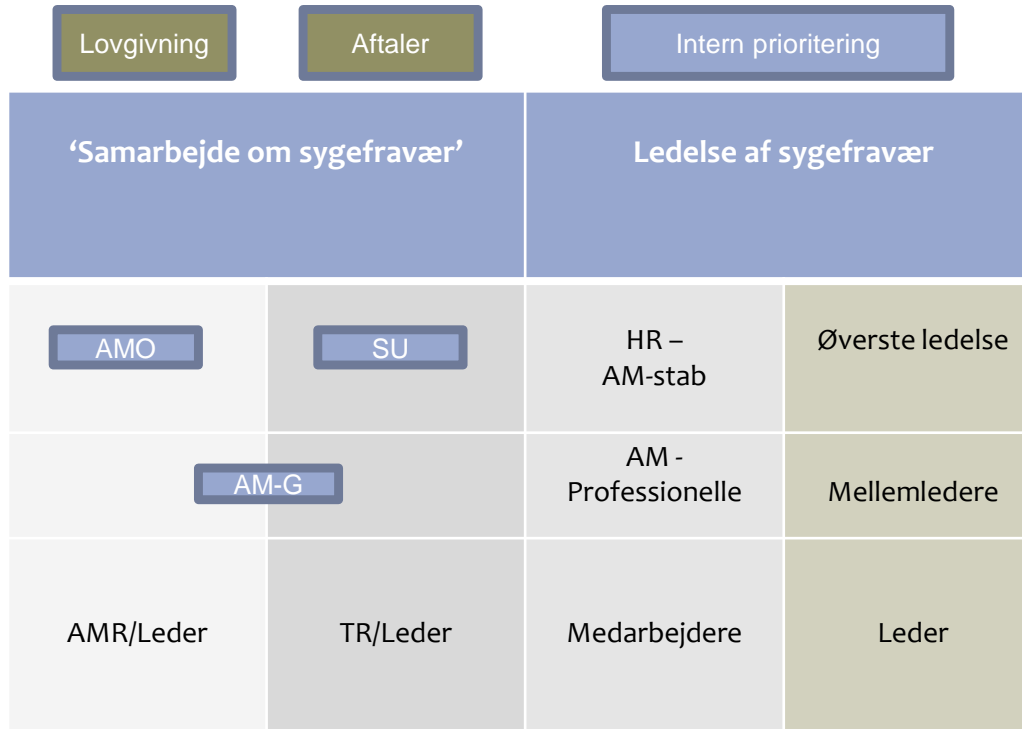 Lovgivning
Aftaler
Intern prioritering
‘Samarbejde om sygefravær’
Ledelse af sygefravær
AMO
SU
HR –
AM-stab
Øverste ledelse
AM-G
AM -
Professionelle
Mellemledere
AMR/Leder
TR/Leder
Medarbejdere
Leder